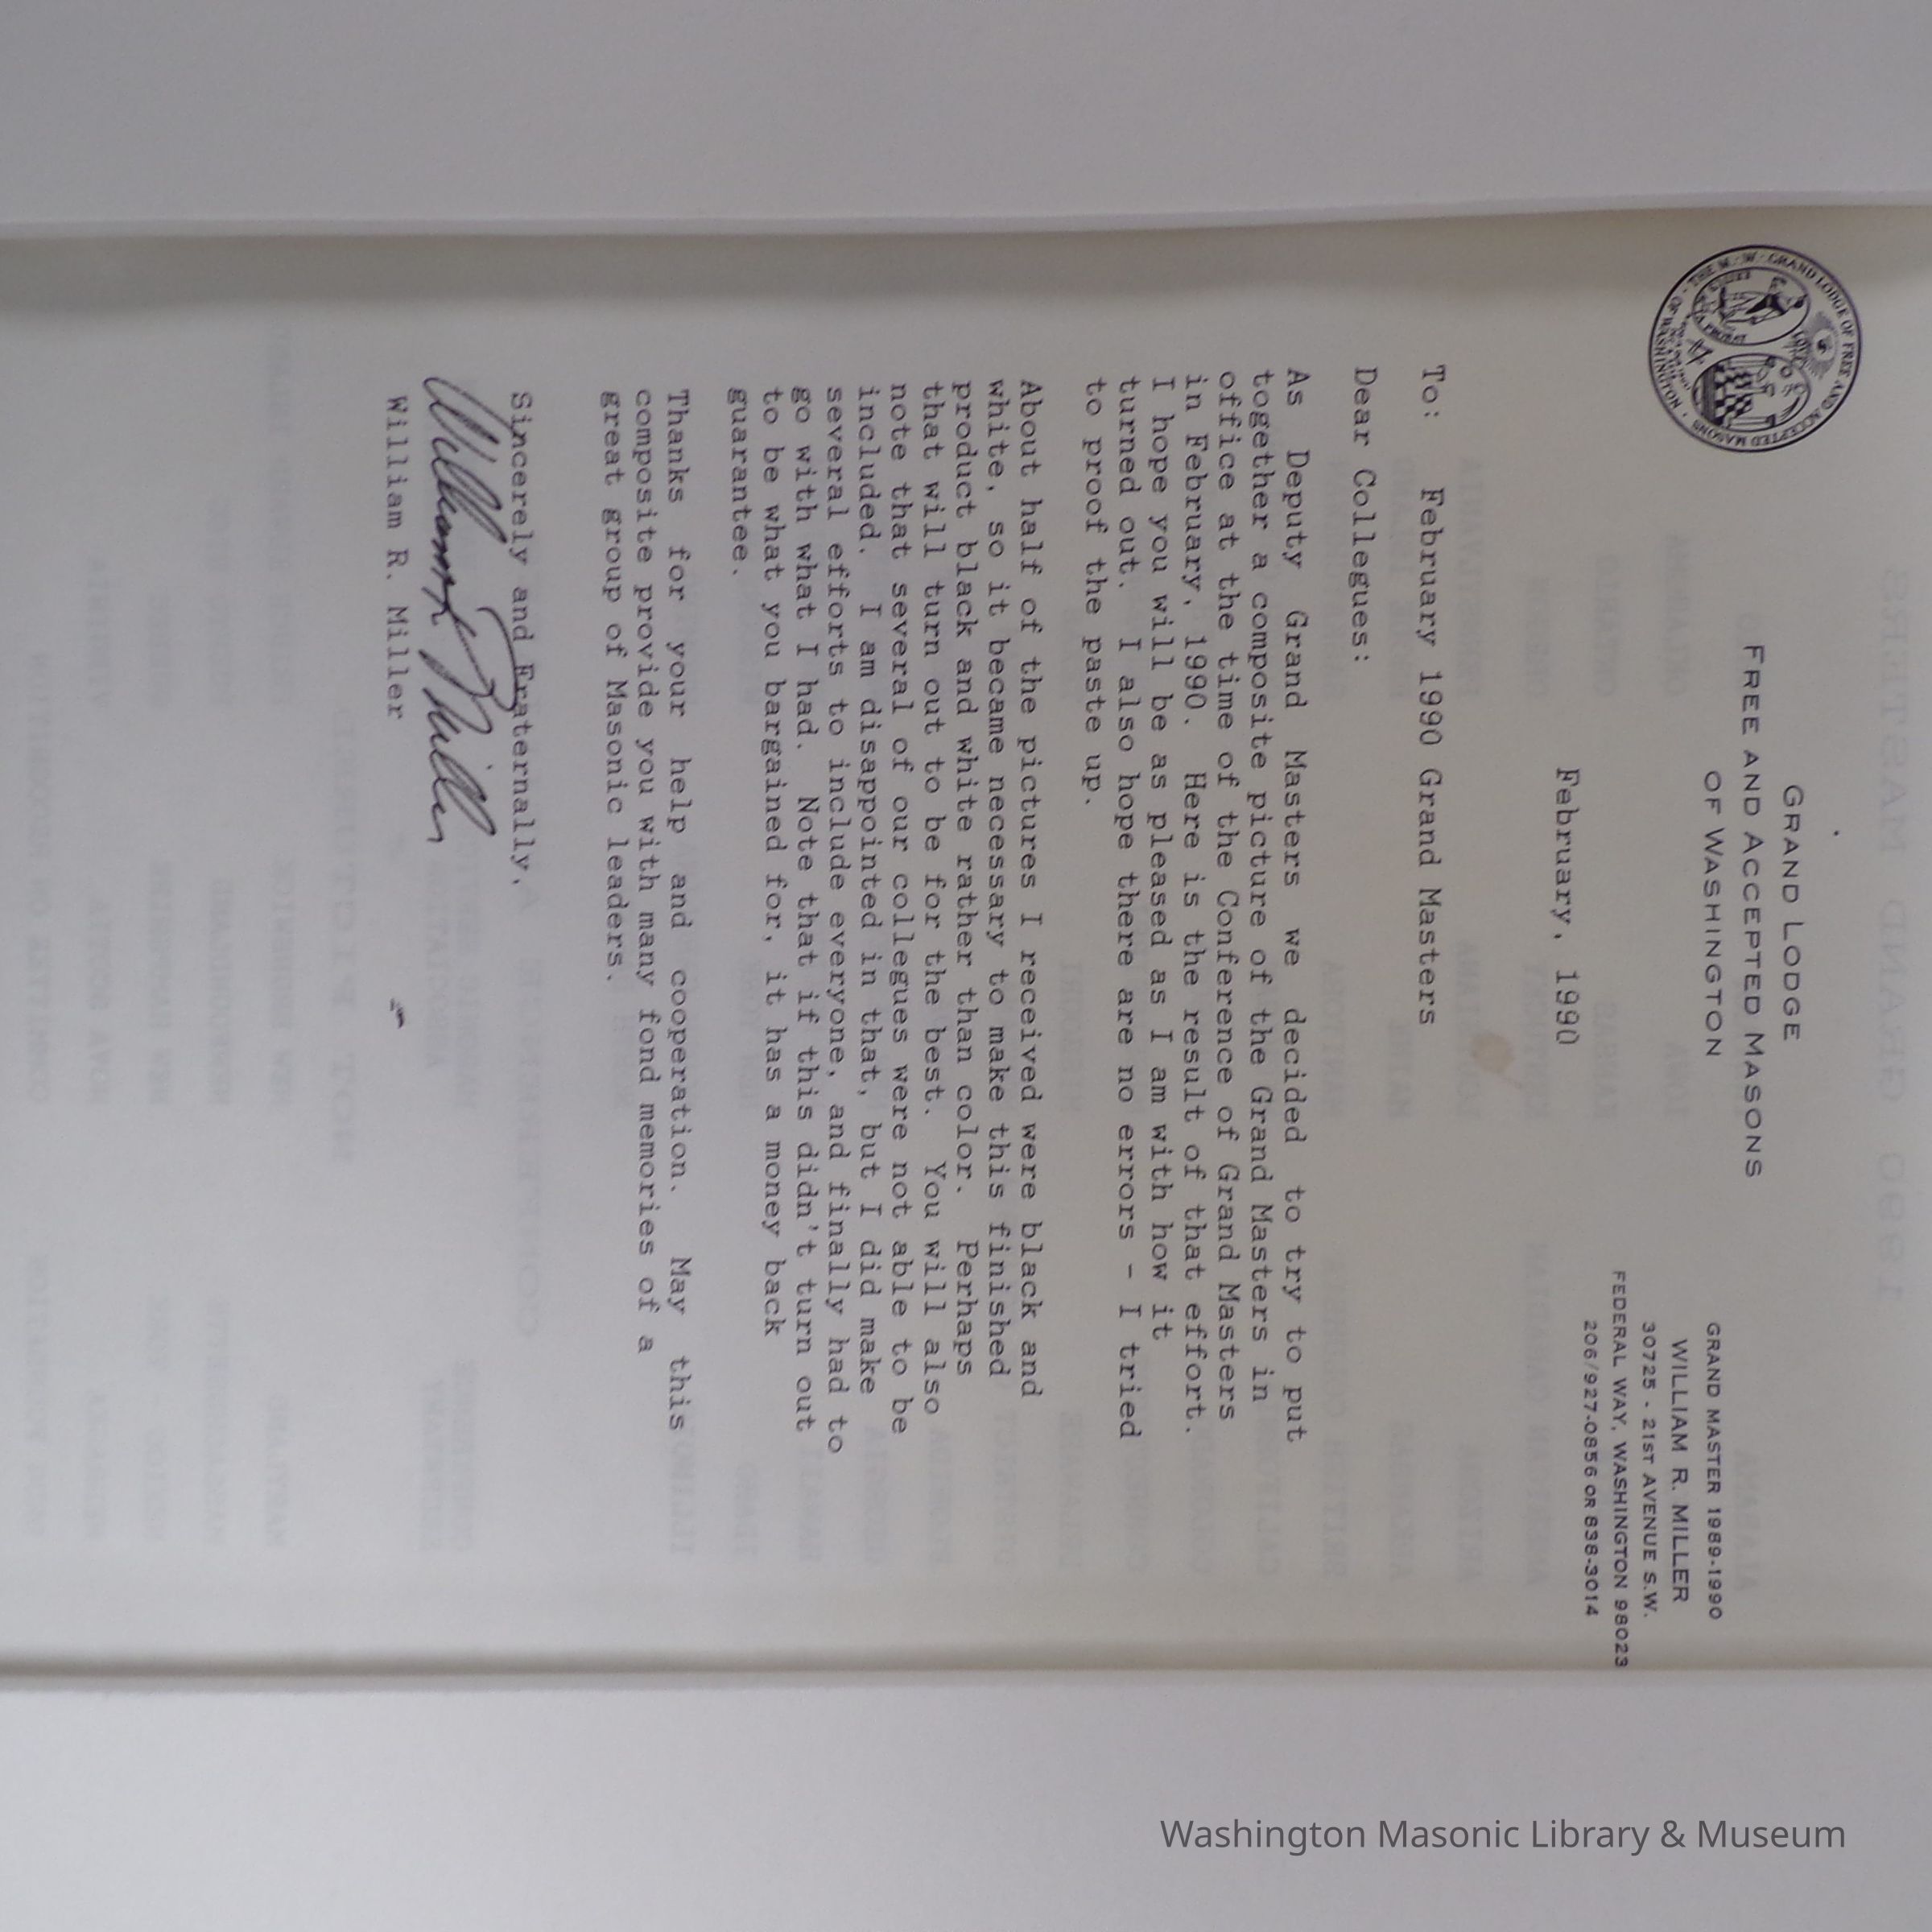 GRAND LODGE
FREE AND ACCEPTED MASONS
OF WASHINGTON
THE M. W. GRAND LODGE OF FREE AND ACCEPTED MASONS OF WASHINGTON
GRAND MASTER 1989-1990
WILLIAM R. MILLER
30725 - 21ST AVENUE S.W.
FEDERAL WAY, WASHINGTON 98023
206/927-0856 OR 838-3014
February, 1990
To: February 1990 Grand Masters
Dear Collegues:
As Deputy Grand Masters we decided to try to put
together a composite picture of the Grand Masters in
office at the time of the Conference of Grand Masters
in February, 1990. Here is the result of that effort.
I hope you will be as pleased as I am with how it
turned out. I also hope there are no errors - I tried
to proof the paste up.
About half of the pictures I received were black and
white, so it became necessary to make this finished
product black and white rather than color. Perhaps
that will turn out to be for the best. You will also
note that several of our collegues were not able to be
included. I am disappointed in that, but I did make
several efforts to include everyone, and finally had to
go with what I had. Note that if this didn't turn out
to be what you bargained for, it has a money back
guarantee.
Thanks for your help and cooperation. May this
composite provide you with many fond memories of a
great group of Masonic leaders.
Sincerely and Fraternally,
William R Miller
William R. Miller
Washington Masonic Library & Museum